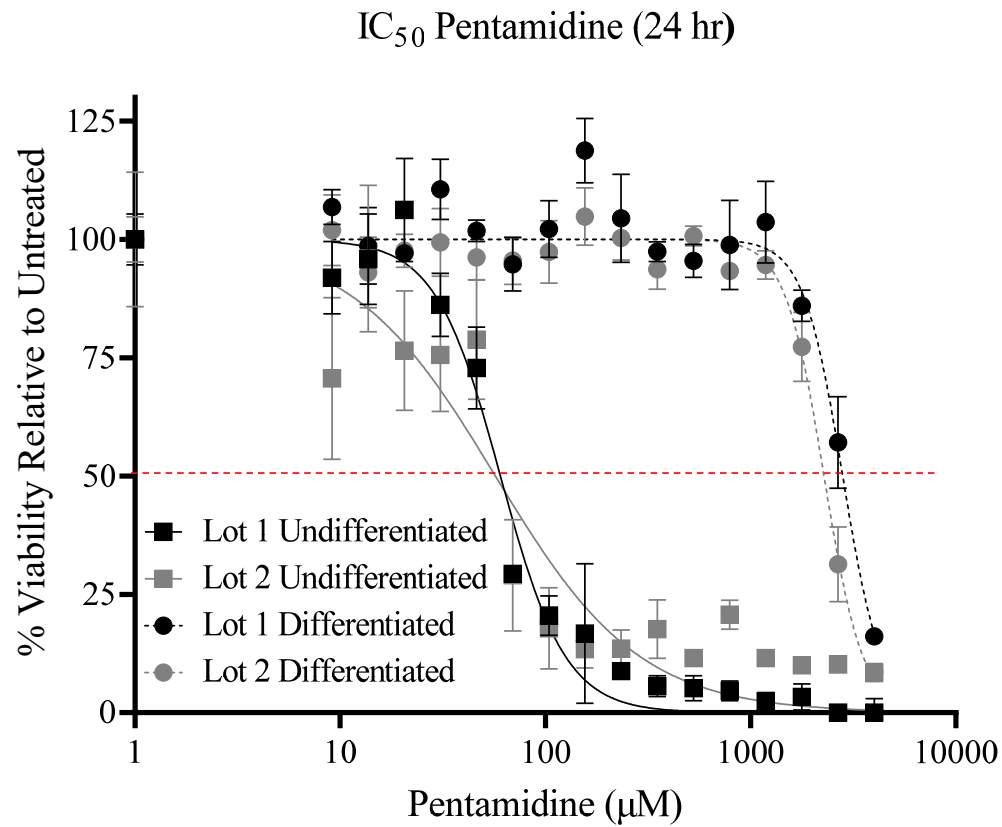 IC50 Pentamidine (24 hr)
% Viability Relative to Untreated
125
100
75
50
25
0
Lot 1 Undifferentiated
Lot 2 Undifferentiated
Lot 1 Differentiated
Lot 2 Differentiated
1 10 100 1000 10000
Pentamidine (μM)